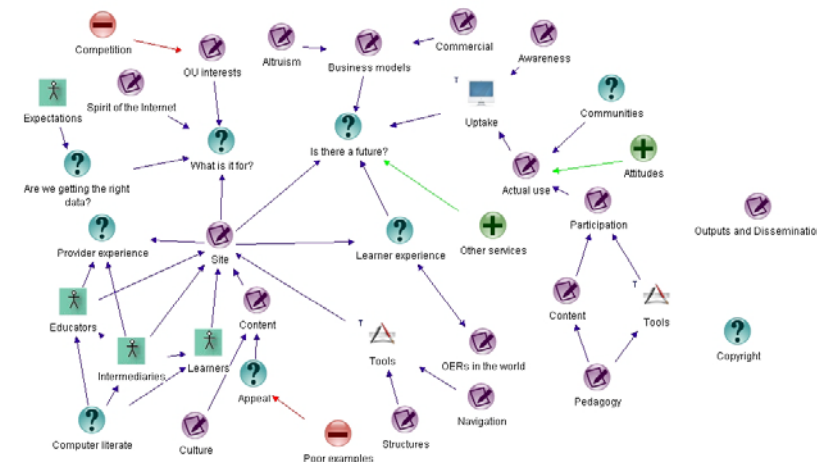 Competition
OU interests
Altruism
Business models
Commercial
Awareness
Expectations
Spirit of the Internet
T
Uptake
Communities
Are we getting the right
data?
What is it for?
Is there a future?
Actual use
Attitudes
Provider experience
Site
Learner experience
Other services
Participation
Outputs and Dissemination
Educators
Intermediaries
Learners
Content
T
Tools
OERs in the world
Content
T
Tools
Copyright
Computer literate
Culture
Appeal
Poor examples
Structures
Navigation
Pedagogy